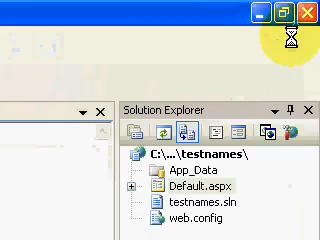 Solution Explorer
C:\...\testnames\
App_Data
Default.aspx
testnames.sln
web.config